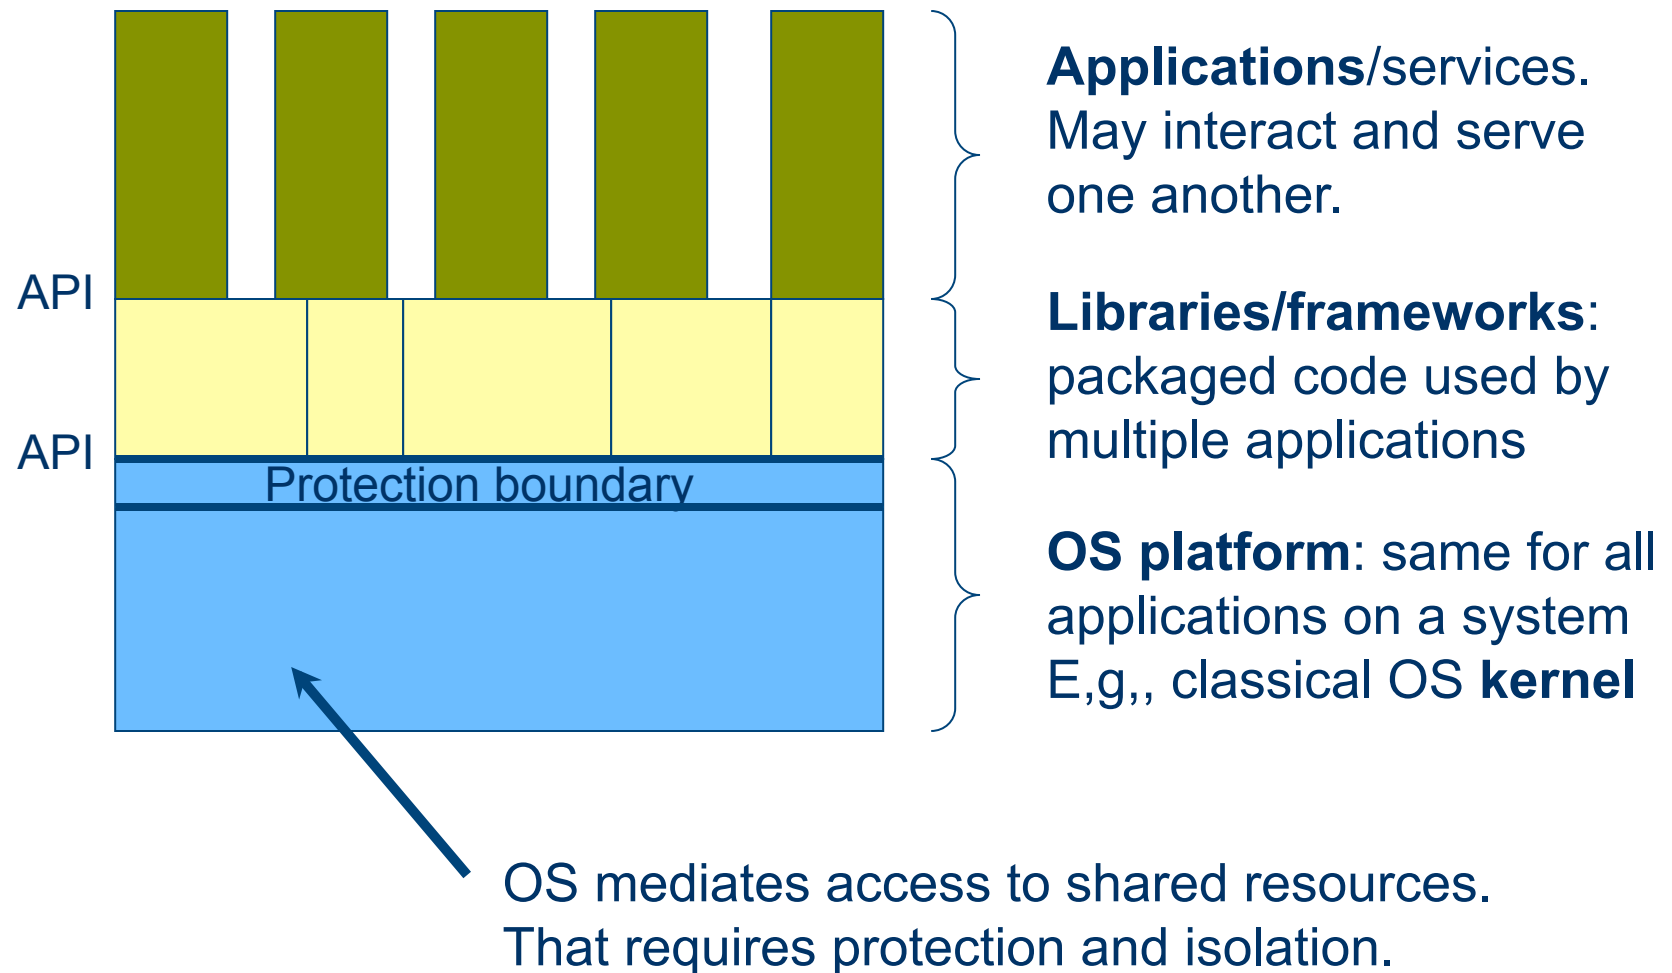 Applications/services.
May interact and serve
one another.
API
Libraries/frameworks:
packaged code used by
multiple applications
API
Protection boundary
OS platform: same for all
applications on a system
E,g,, classical OS kernel
OS mediates access to shared resources.
That requires protection and isolation.